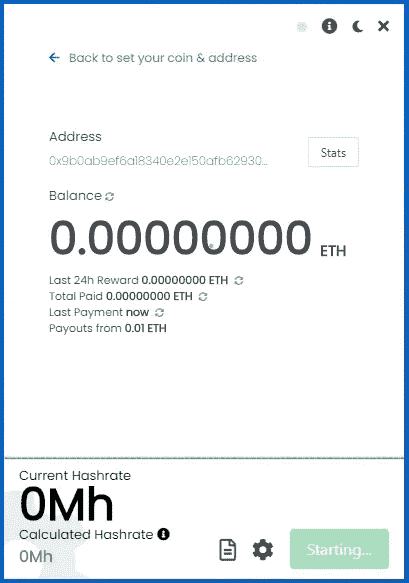 Back to set your coin & address
Address
0x9b0ab9ef6a18340e2e150afb62930...
Stats
Balance
0.00000000 ETH
Last 24h Reward 0.00000000 ETH
Total Paid 0.00000000 ETH
Last Payment now
Payouts from 0.01 ETH
Current Hashrate
0Mh
Calculated Hashrate
0Mh
Starting...